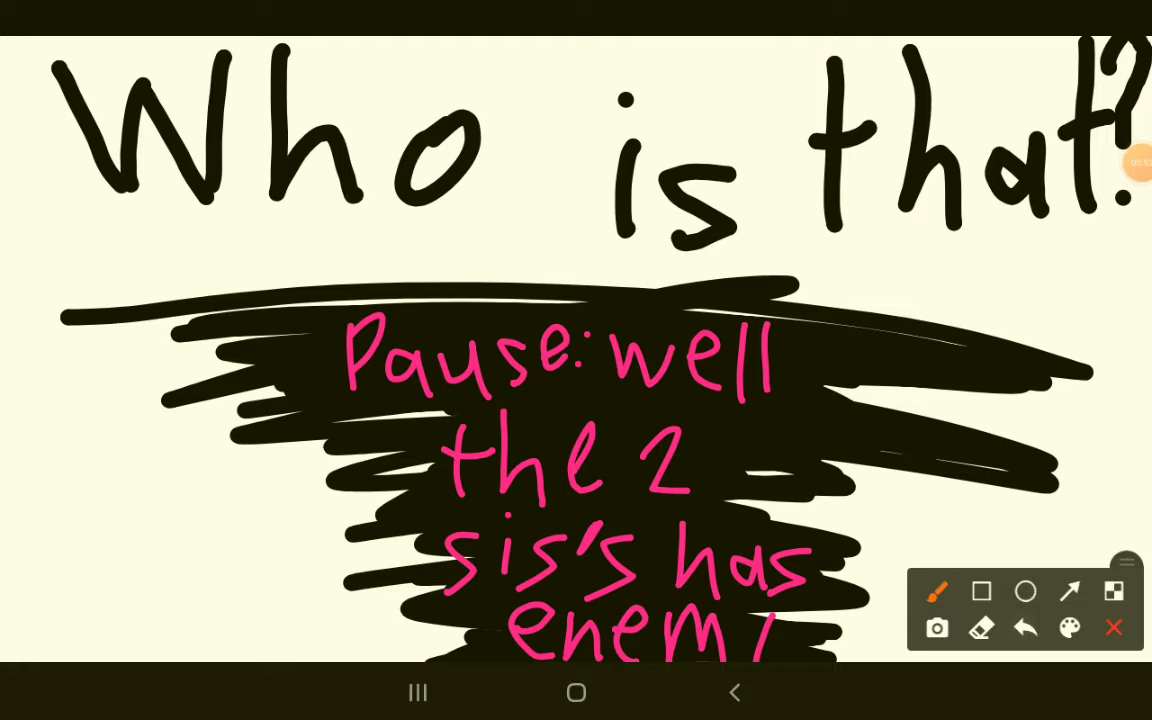 Who is that?
Pause: well
the 2
sis's has